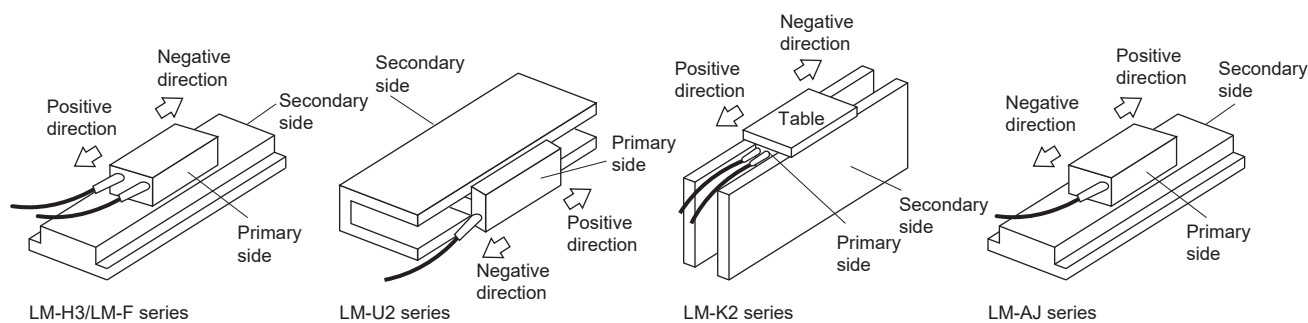 Negative
direction
Positive
direction
Secondary
side
Primary
side
LM-H3/LM-F series
Secondary
side
Primary
side
Positive
direction
Negative
direction
LM-U2 series
Negative
direction
Positive
direction
Table
Secondary
side
Primary
side
LM-K2 series
Positive
direction
Secondary
side
Negative
direction
Primary
side
LM-AJ series